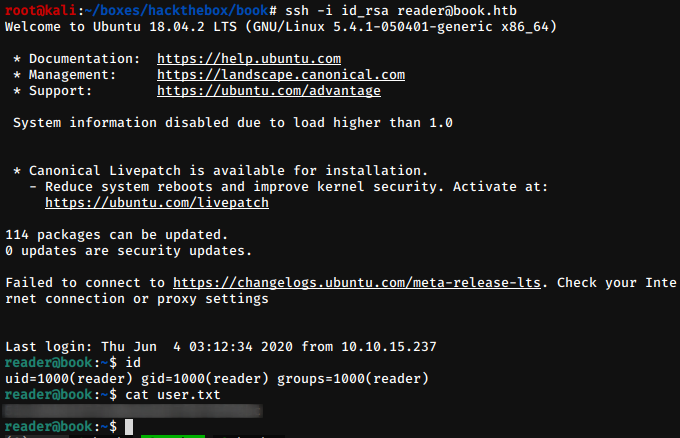 root@kali:~/boxes/hackthebox/book# ssh -i id_rsa reader@book.htb
Welcome to Ubuntu 18.04.2 LTS (GNU/Linux 5.4.1-050401-generic x86_64)
* Documentation:  https://help.ubuntu.com
* Management:     https://landscape.canonical.com
* Support:        https://ubuntu.com/advantage
System information disabled due to load higher than 1.0
* Canonical Livepatch is available for installation.
- Reduce system reboots and improve kernel security. Activate at:
https://ubuntu.com/livepatch
114 packages can be updated.
0 updates are security updates.
Failed to connect to https://changelogs.ubuntu.com/meta-release-lts. Check your Inte
rnet connection or proxy settings
Last login: Thu Jun  4 03:12:34 2020 from 10.10.15.237
reader@book:~$ id
uid=1000(reader) gid=1000(reader) groups=1000(reader)
reader@book:~$ cat user.txt
reader@book:~$